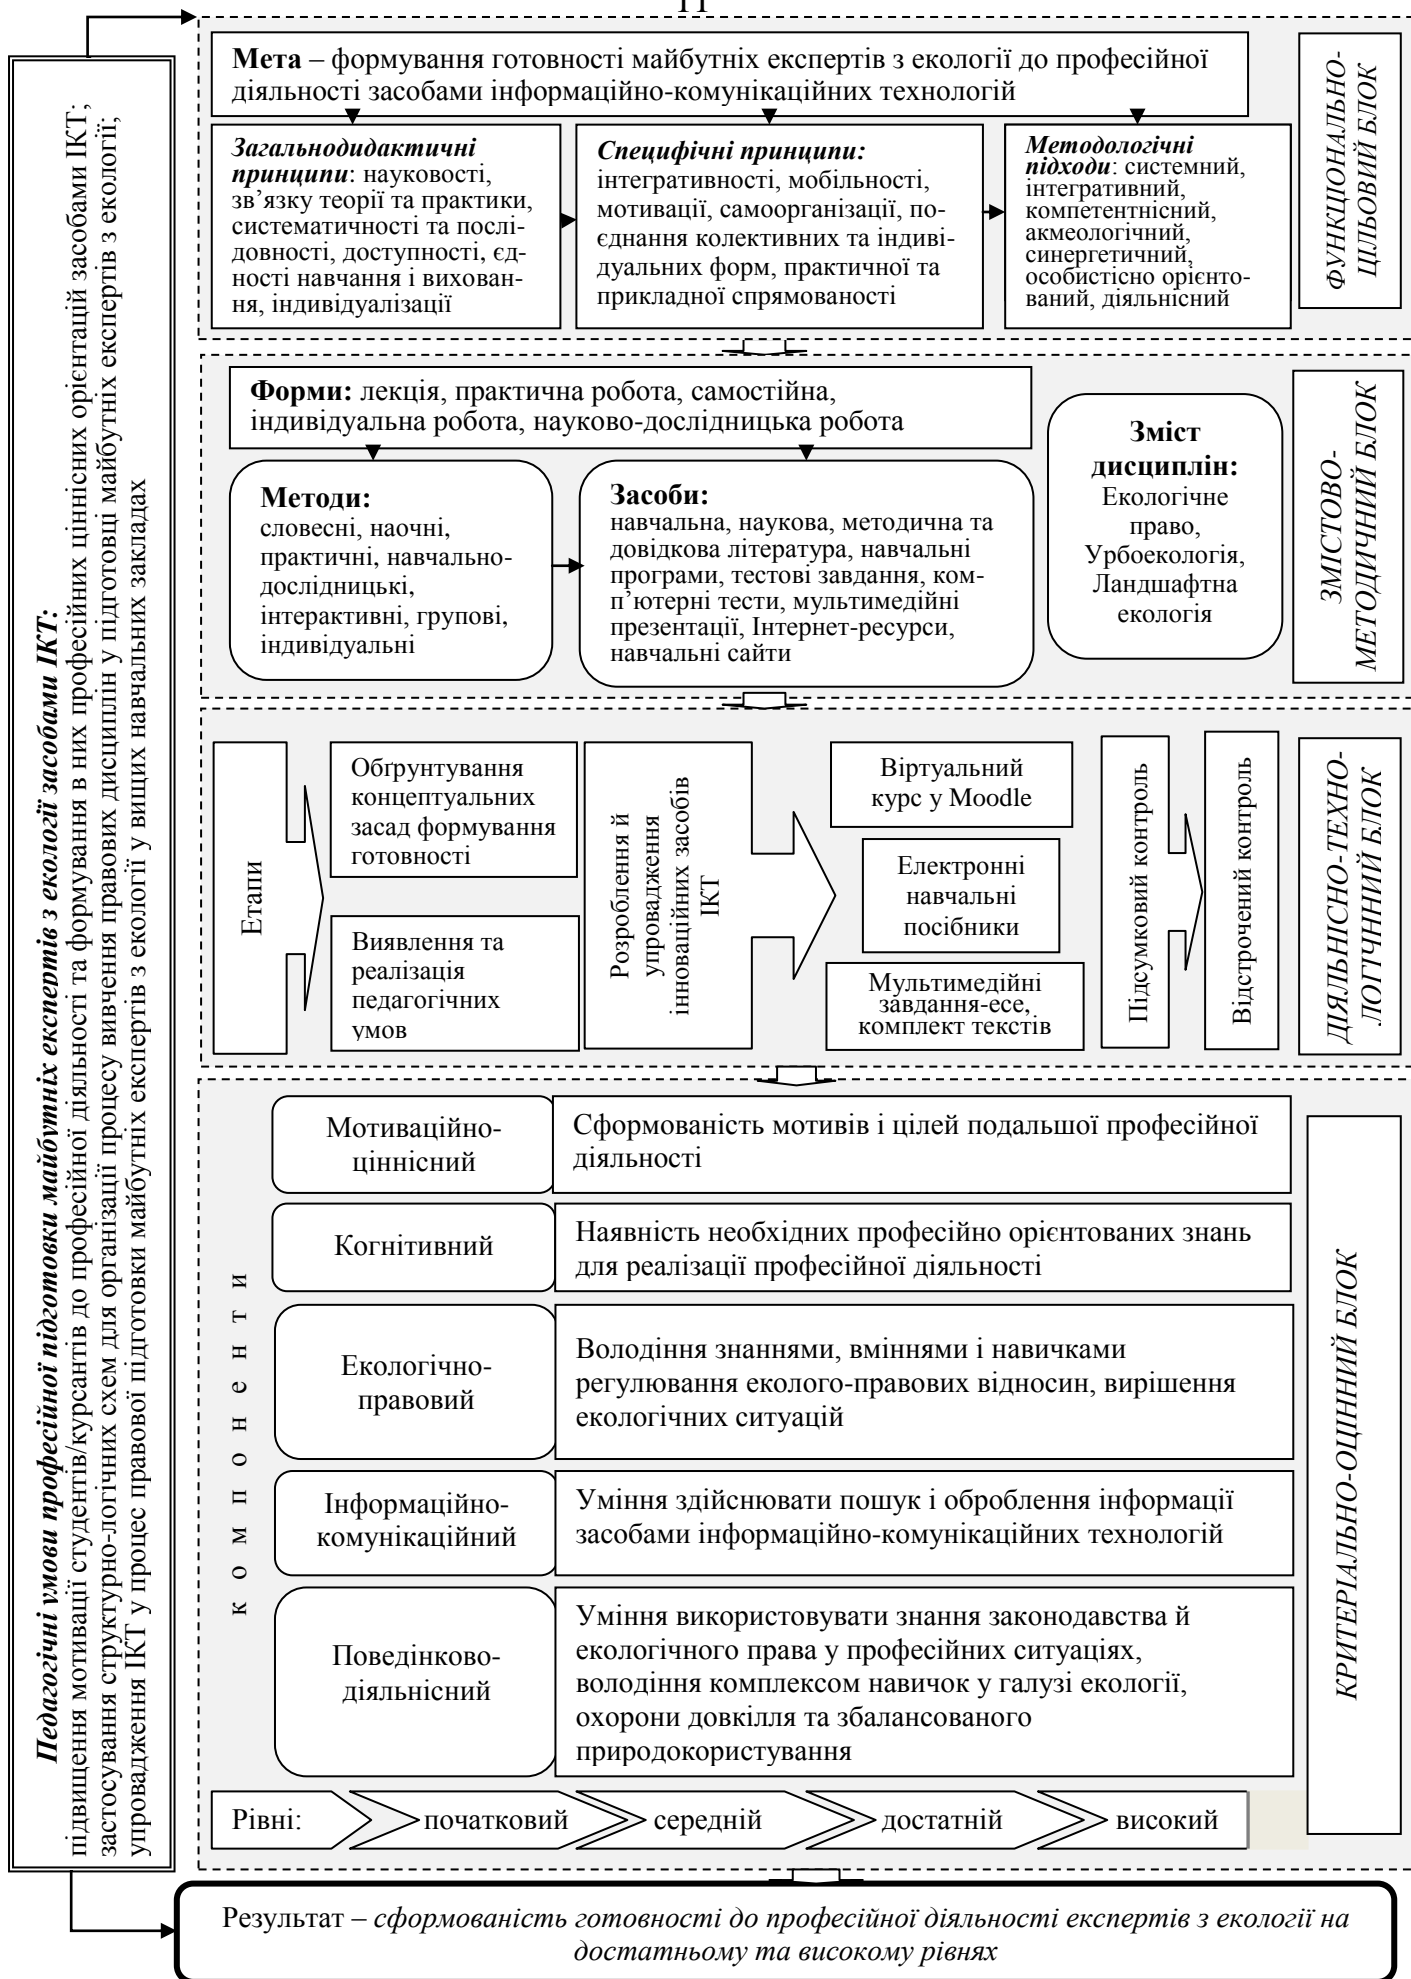 11
Педагогічні умови професійної підготовки майбутніх експертів з екології засобами ІКТ:
підвищення мотивації студентів/курсантів до професійної діяльності та формування в них професійних ціннісних орієнтацій засобами ІКТ;
застосування структурно-логічних схем для організації процесу вивчення правових дисциплін у підготовці майбутніх експертів з екології;
упровадження ІКТ у процес правової підготовки майбутніх експертів з екології у вищих навчальних закладах
Мета – формування готовності майбутніх експертів з екології до професійної
діяльності засобами інформаційно-комунікаційних технологій
Загальнодидактичні
принципи: науковості,
зв’язку теорії та практики,
систематичності та послі-
довності, доступності, єд-
ності навчання і вихован-
ня, індивідуалізації
Специфічні принципи:
інтегративності, мобільності,
мотивації, самоорганізації, по-
єднання колективних та індиві-
дуальних форм, практичної та
прикладної спрямованості
Методологічні
підходи: системний,
інтегративний,
компетентнісний,
акмеологічний,
синергетичний,
особистісно орієнто-
ваний, діяльнісний
ФУНКЦІОНАЛЬНО-
ЦІЛЬОВИЙ БЛОК
Форми: лекція, практична робота, самостійна,
індивідуальна робота, науково-дослідницька робота
Методи:
словесні, наочні,
практичні, навчально-
дослідницькі,
інтерактивні, групові,
індивідуальні
Засоби:
навчальна, наукова, методична та
довідкова література, навчальні
програми, тестові завдання, ком-
п’ютерні тести, мультимедійні
презентації, Інтернет-ресурси,
навчальні сайти
Зміст
дисциплін:
Екологічне
право,
Урбоекологія,
Ландшафтна
екологія
ЗМІСТОВО-
МЕТОДИЧНИЙ БЛОК
Етапи
Обґрунтування
концептуальних
засад формування
готовності
Виявлення та
реалізація
педагогічних
умов
Розроблення й
упровадження
інноваційних засобів
ІКТ
Віртуальний
курс у Moodle
Електронні
навчальні
посібники
Мультимедійні
завдання-есе,
комплект текстів
Підсумковий контроль
Відстрочений контроль
ДІЯЛЬНІСНО-ТЕХНО-
ЛОГІЧНИЙ БЛОК
компоненти
Мотиваційно-
ціннісний
Сформованість мотивів і цілей подальшої професійної
діяльності
Когнітивний
Наявність необхідних професійно орієнтованих знань
для реалізації професійної діяльності
Екологічно-
правовий
Володіння знаннями, вміннями і навичками
регулювання еколого-правових відносин, вирішення
екологічних ситуацій
Інформаційно-
комунікаційний
Уміння здійснювати пошук і оброблення інформації
засобами інформаційно-комунікаційних технологій
Поведінково-
діяльнісний
Уміння використовувати знання законодавства й
екологічного права у професійних ситуаціях,
володіння комплексом навичок у галузі екології,
охорони довкілля та збалансованого
природокористування
КРИТЕРІАЛЬНО-ОЦІННИЙ БЛОК
Рівні: початковий середній достатній високий
Результат – сформованість готовності до професійної діяльності експертів з екології на
достатньому та високому рівнях